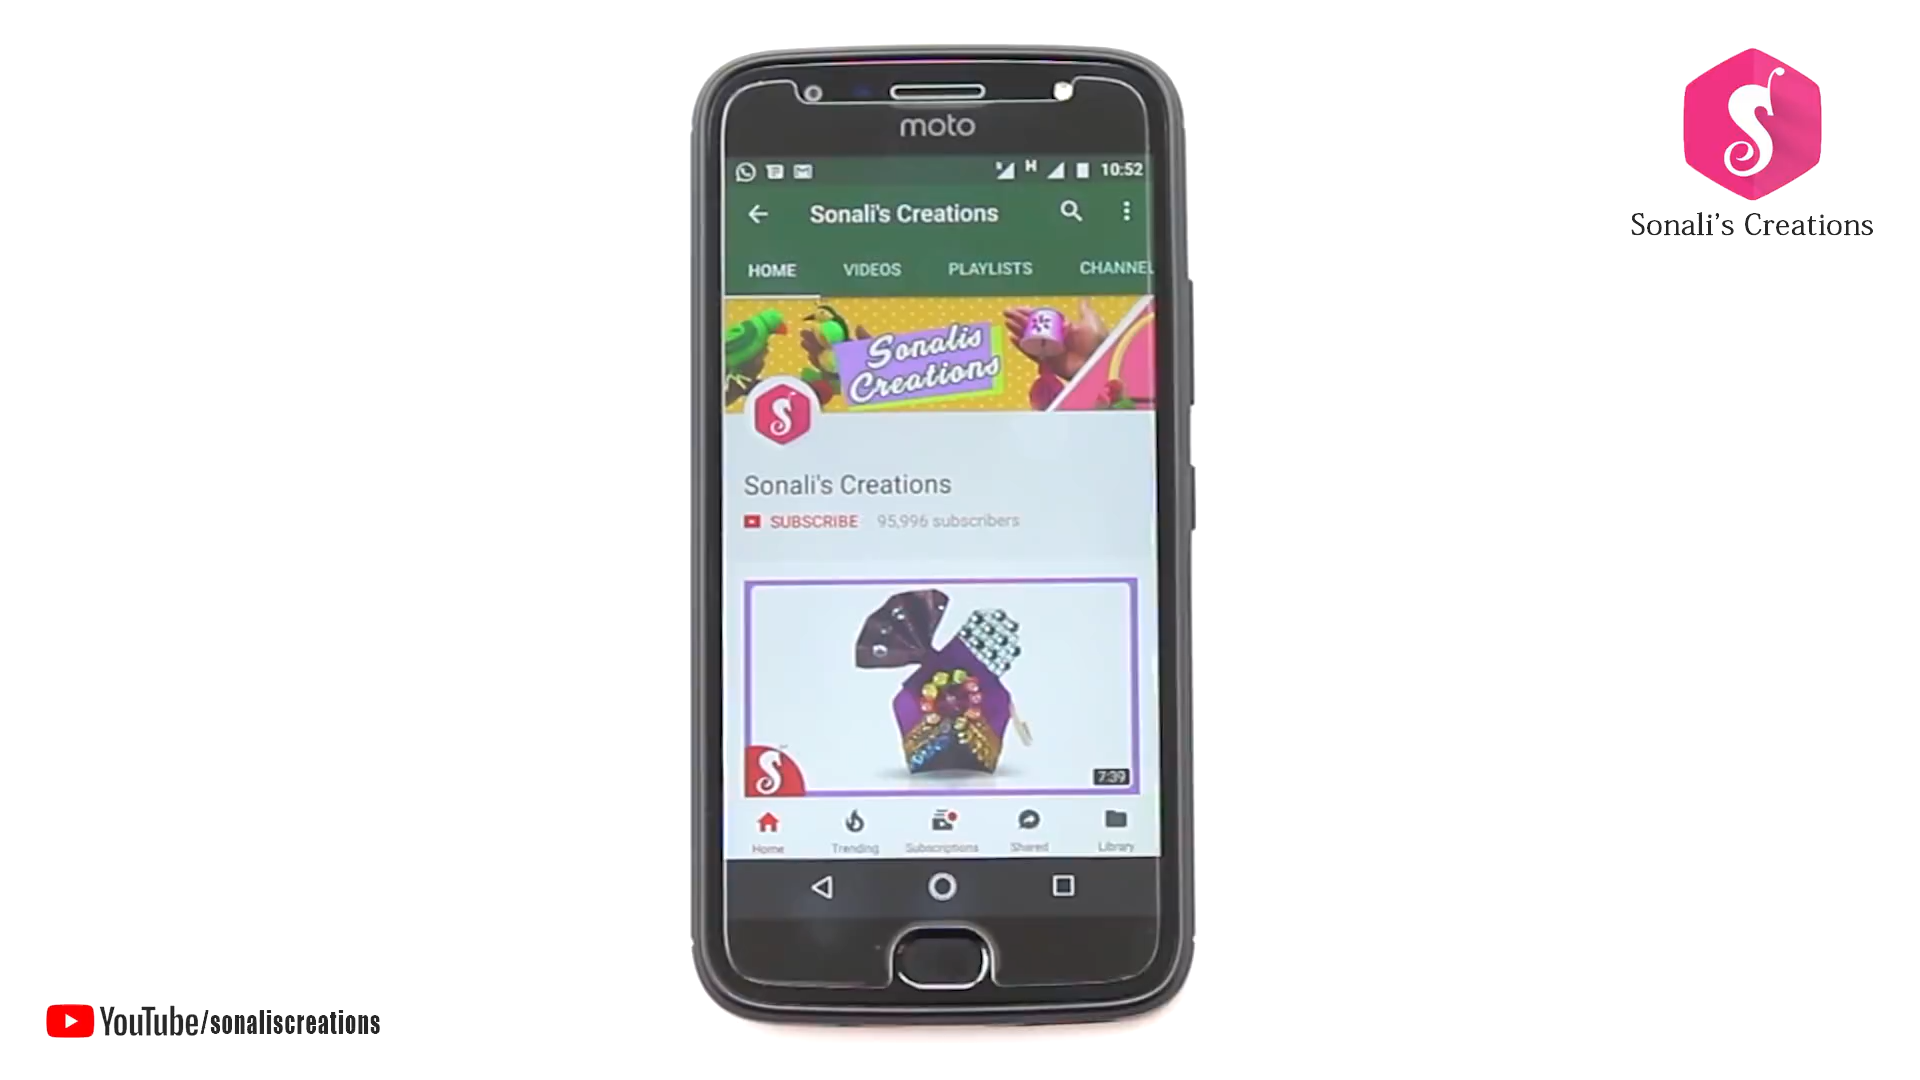 moto
10:52
Sonali's Creations
HOME VIDEOS PLAYLISTS CHANNEL
Sonalis
Creations
Sonali's Creations
SUBSCRIBE 95,996 subscribers
7:39
Home Trending Subscriptions Shared Library
Sonali's Creations
YouTube/sonaliscreations